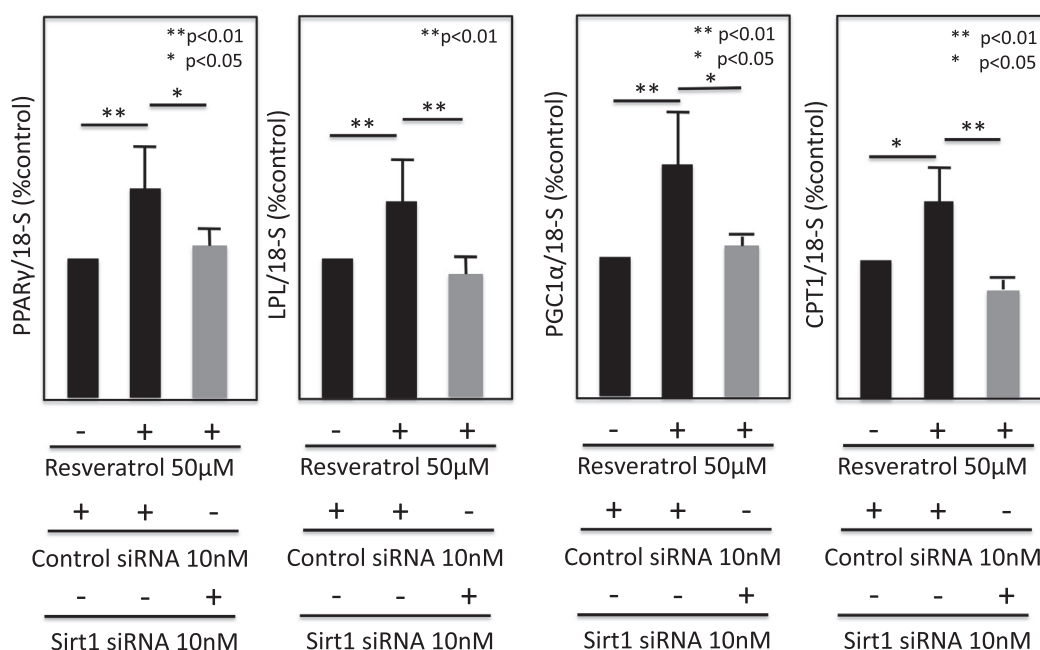 PPARγ/18-S (%control)
**p<0.01
* p<0.05
**
*
- + +
Resveratrol 50μM
+ + -
Control siRNA 10nM
- - +
Sirt1 siRNA 10nM
LPL/18-S (%control)
**p<0.01
**
**
- + +
Resveratrol 50μM
+ + -
Control siRNA 10nM
- - +
Sirt1 siRNA 10nM
PGC1α/18-S (%control)
** p<0.01
* p<0.05
**
*
- + +
Resveratrol 50μM
+ + -
Control siRNA 10nM
- - +
Sirt1 siRNA 10nM
CPT1/18-S (%control)
** p<0.01
* p<0.05
*
**
- + +
Resveratrol 50μM
+ + -
Control siRNA 10nM
- - +
Sirt1 siRNA 10nM